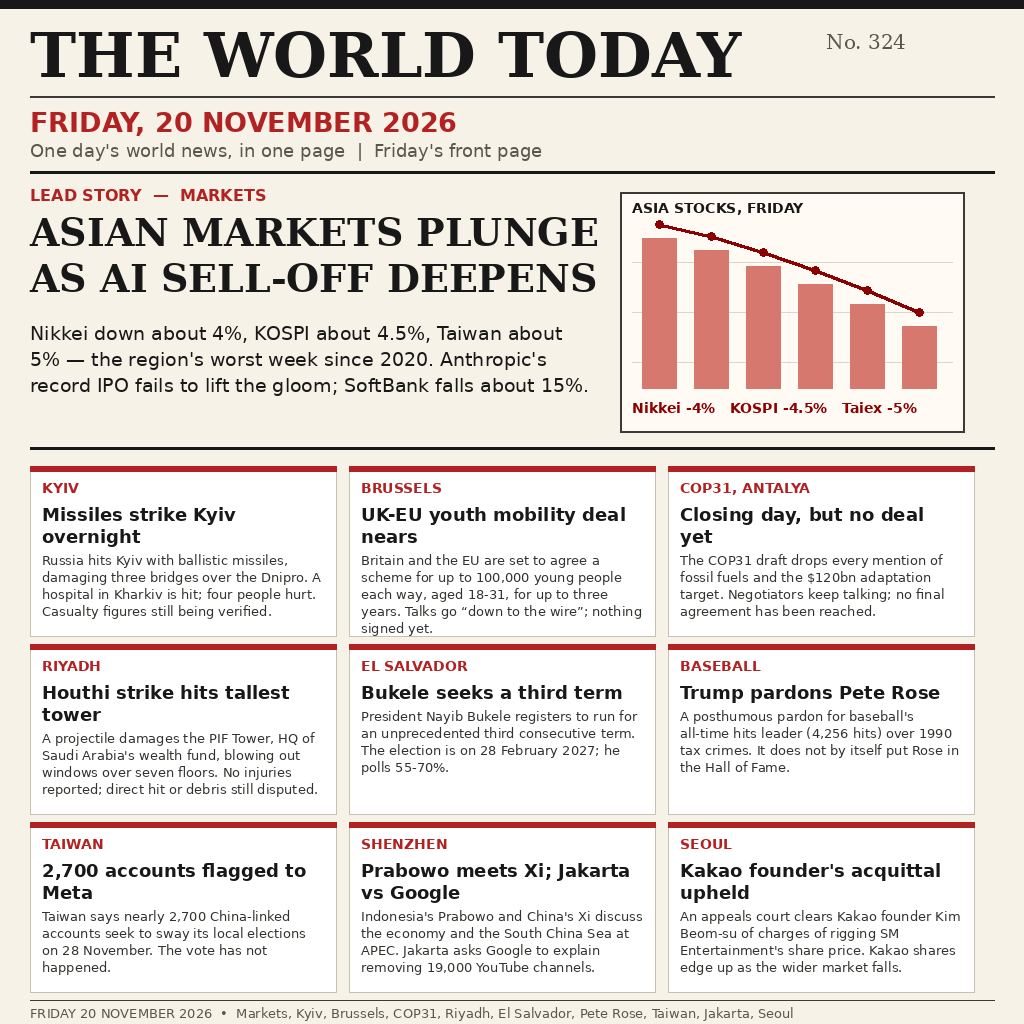 THE WORLD TODAY
No. 324
FRIDAY, 20 NOVEMBER 2026
One day's world news, in one page | Friday's front page
LEAD STORY — MARKETS
ASIAN MARKETS PLUNGE
AS AI SELL-OFF DEEPENS
Nikkei down about 4%, KOSPI about 4.5%, Taiwan about
5% — the region's worst week since 2020. Anthropic's
record IPO fails to lift the gloom; SoftBank falls about 15%.
ASIA STOCKS, FRIDAY
Nikkei -4% KOSPI -4.5% Taiex -5%
KYIV
Missiles strike Kyiv
overnight
Russia hits Kyiv with ballistic missiles,
damaging three bridges over the Dnipro. A
hospital in Kharkiv is hit; four people hurt.
Casualty figures still being verified.
BRUSSELS
UK-EU youth mobility deal
nears
Britain and the EU are set to agree a
scheme for up to 100,000 young people
each way, aged 18-31, for up to three
years. Talks go “down to the wire”; nothing
signed yet.
COP31, ANTALYA
Closing day, but no deal
yet
The COP31 draft drops every mention of
fossil fuels and the $120bn adaptation
target. Negotiators keep talking; no final
agreement has been reached.
RIYADH
Houthi strike hits tallest
tower
A projectile damages the PIF Tower, HQ of
Saudi Arabia's wealth fund, blowing out
windows over seven floors. No injuries
reported; direct hit or debris still disputed.
EL SALVADOR
Bukele seeks a third term
President Nayib Bukele registers to run for
an unprecedented third consecutive term.
The election is on 28 February 2027; he
polls 55-70%.
BASEBALL
Trump pardons Pete Rose
A posthumous pardon for baseball's
all-time hits leader (4,256 hits) over 1990
tax crimes. It does not by itself put Rose in
the Hall of Fame.
TAIWAN
2,700 accounts flagged to
Meta
Taiwan says nearly 2,700 China-linked
accounts seek to sway its local elections
on 28 November. The vote has not
happened.
SHENZHEN
Prabowo meets Xi; Jakarta
vs Google
Indonesia's Prabowo and China's Xi discuss
the economy and the South China Sea at
APEC. Jakarta asks Google to explain
removing 19,000 YouTube channels.
SEOUL
Kakao founder's acquittal
upheld
An appeals court clears Kakao founder Kim
Beom-su of charges of rigging SM
Entertainment's share price. Kakao shares
edge up as the wider market falls.
FRIDAY 20 NOVEMBER 2026 • Markets, Kyiv, Brussels, COP31, Riyadh, El Salvador, Pete Rose, Taiwan, Jakarta, Seoul